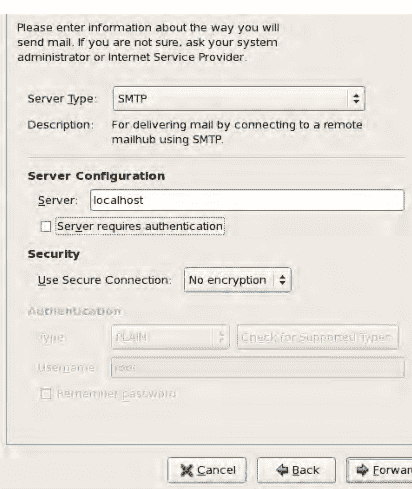 Please enter information about the way you will
send mail. If you are not sure, ask your system
administrator or Internet Service Provider.
Server Type: SMTP
Description: For delivering mail by connecting to a remote
mailhub using SMTP.
Server Configuration
Server: localhost
Server requires authentication
Security
Use Secure Connection: No encryption
Authentication
Type: PLAIN Check for Supported Types
Username: root
Remember password
Cancel Back Forwar